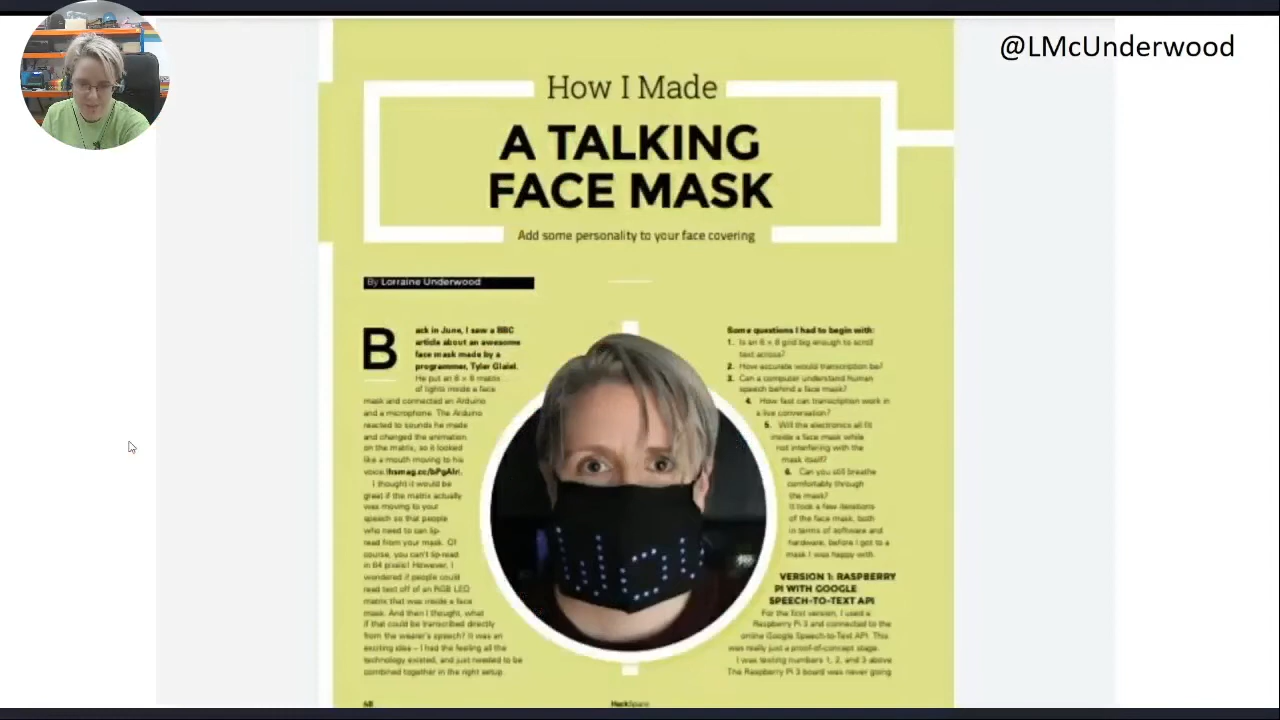 @LMcUnderwood
How I Made
A TALKING
FACE MASK
Add some personality to your face covering
By Lorraine Underwood
Back in June, I saw a BBC
article about an awesome
face mask made by a
programmer, Tyler Glaiel.
He put an 8 × 8 matrix
of lights inside a face
mask and connected an Arduino
and a microphone. The Arduino
reacted to sounds he made
and changed the animation
on the matrix, so it looked
like a mouth moving to his
voice (hsmag.cc/bPgAIr).
I thought it would be
great if the matrix actually
was moving to your
speech so that people
who need to can lip-
read from your mask. Of
course, you can't lip-read
in 64 pixels! However, I
wondered if people could
read text off of an RGB LED
matrix that was inside a face
mask. And then I thought, what
if that could be transcribed directly
from the wearer's speech? It was an
exciting idea – I had the feeling all the
technology existed, and just needed to be
combined together in the right setup.
Some questions I had to begin with:
1. Is an 8 × 8 grid big enough to scroll
text across?
2. How accurate would transcription be?
3. Can a computer understand human
speech behind a face mask?
4. How fast can transcription work in
a live conversation?
5. Will the electronics all fit
inside a face mask while
not interfering with the
mask itself?
6. Can you still breathe
comfortably through
the mask?
It took a few iterations
of the face mask, both
in terms of software and
hardware, before I got to a
mask I was happy with.
VERSION 1: RASPBERRY
PI WITH GOOGLE
SPEECH-TO-TEXT API
For the first version, I used a
Raspberry Pi 3 and connected to the
online Google Speech-to-Text API. This
was really just a proof-of-concept stage.
I was testing numbers 1, 2, and 3 above
The Raspberry Pi 3 board was never going
48
HackSpace